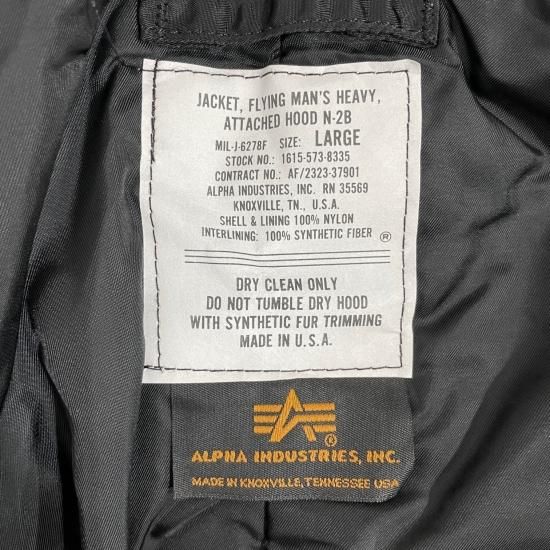 JACKET, FLYING MAN'S HEAVY,
ATTACHED HOOD N-2B
MIL-J-6278F SIZE: LARGE
STOCK NO.: 1615-573-8335
CONTRACT NO.: AF/2323-37901
ALPHA INDUSTRIES, INC. RN 35569
KNOXVILLE, TN., U.S.A.
SHELL & LINING 100% NYLON
INTERLINING: 100% SYNTHETIC FIBER ®
DRY CLEAN ONLY
DO NOT TUMBLE DRY HOOD
WITH SYNTHETIC FUR TRIMMING
MADE IN U.S.A.
®
ALPHA INDUSTRIES, INC.
MADE IN KNOXVILLE, TENNESSEE USA